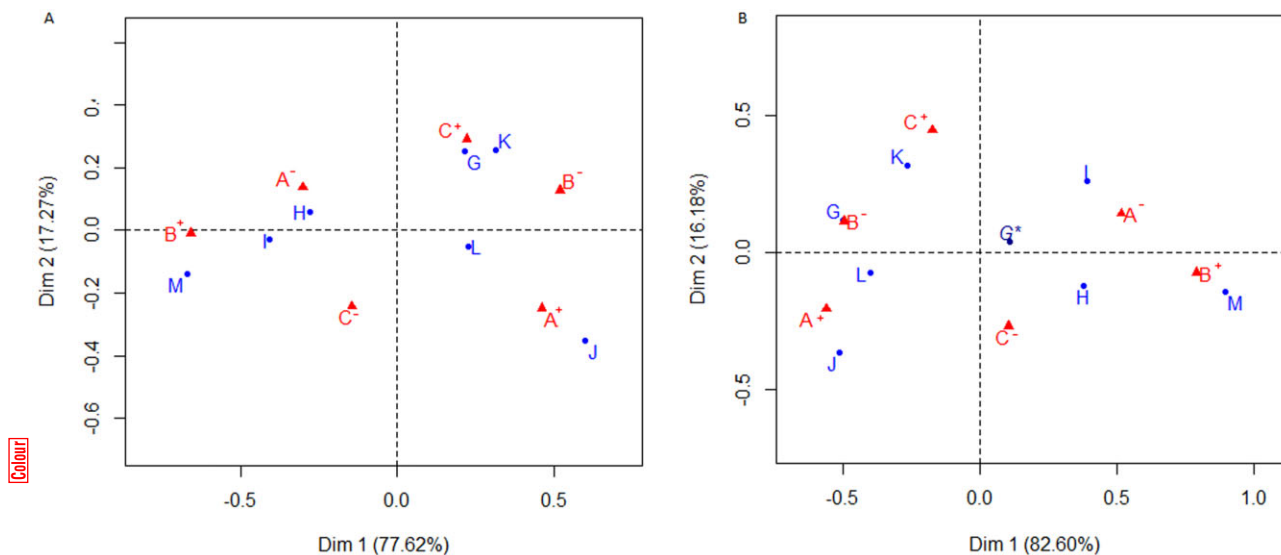 A
B
0.4
0.2
0.0
-0.2
-0.4
-0.6
Dim 2 (17.27%)
C+
K
G
A-
B-
H
B+
I
L
M
C-
A+
J
-0.5
0.0
0.5
Dim 1 (77.62%)
0.5
0.0
-0.5
Dim 2 (16.18%)
C+
K
I
G
B-
A-
G*
L
B+
H
M
A+
C-
J
-0.5
0.0
0.5
1.0
Dim 1 (82.60%)
Colour